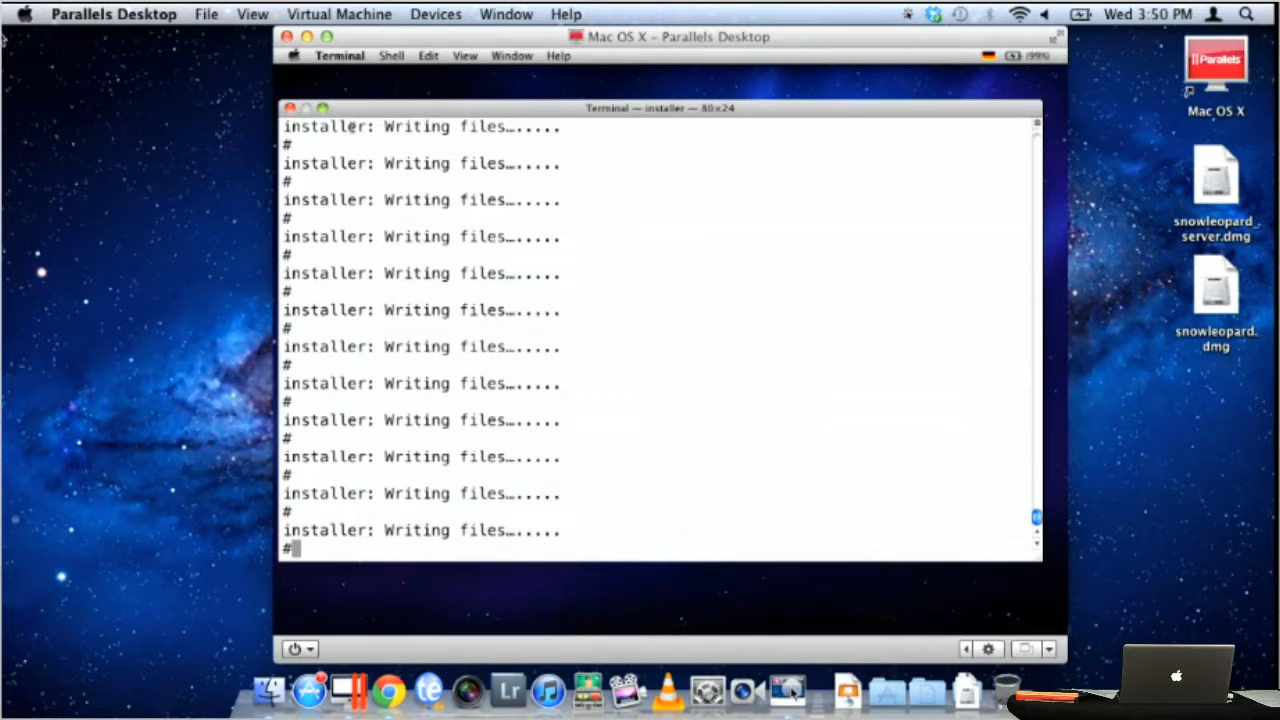 Parallels Desktop File View Virtual Machine Devices Window Help Wed 3:50 PM
Mac OS X - Parallels Desktop
Terminal Shell Edit View Window Help (99%)
Terminal — installer — 80×24
installer: Writing files….....
#
installer: Writing files….....
#
installer: Writing files….....
#
installer: Writing files….....
#
installer: Writing files….....
#
installer: Writing files….....
#
installer: Writing files….....
#
installer: Writing files….....
#
installer: Writing files….....
#
installer: Writing files….....
#
installer: Writing files….....
#
installer: Writing files….....
#
Parallels
Mac OS X
snowleopard_
server.dmg
snowleopard.
dmg
te
Lr